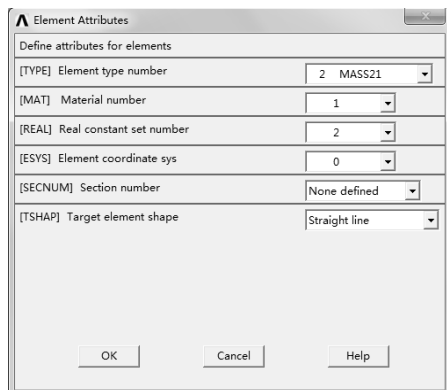 Element Attributes
Define attributes for elements
[TYPE] Element type number 2 MASS21
[MAT] Material number 1
[REAL] Real constant set number 2
[ESYS] Element coordinate sys 0
[SECNUM] Section number None defined
[TSHAP] Target element shape Straight line
OK Cancel Help